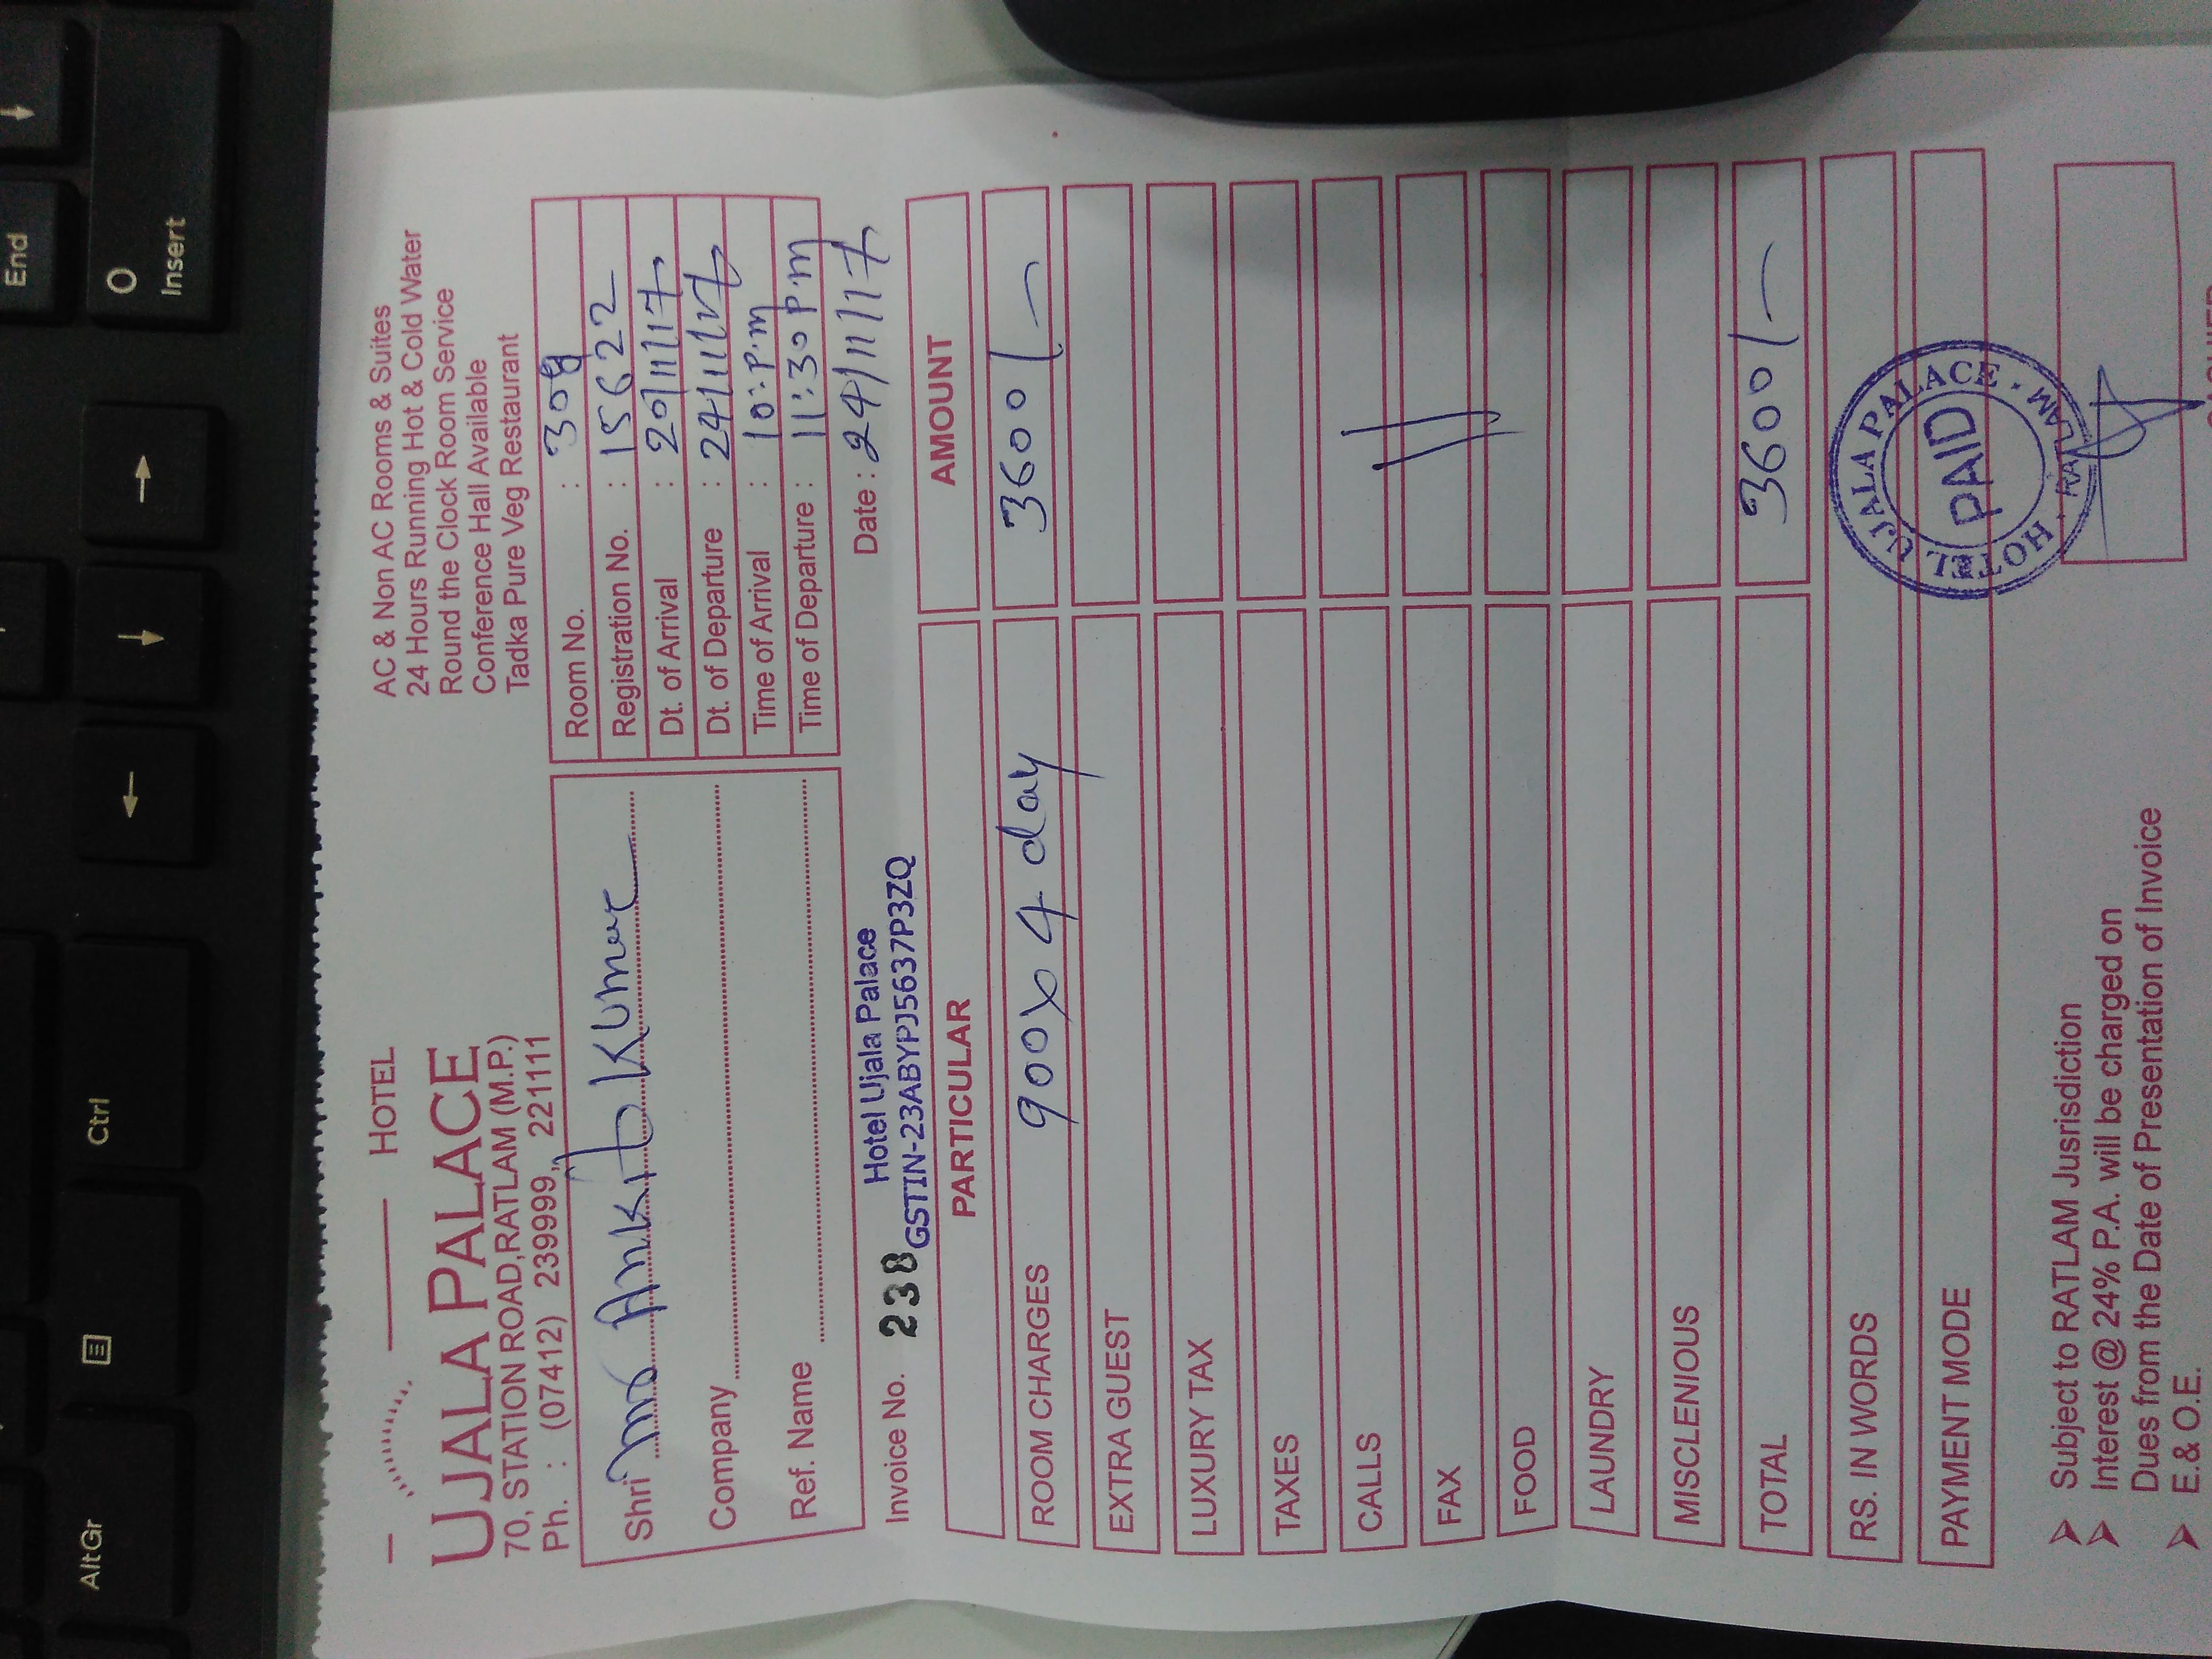 HOTEL
UJALA PALACE
70, STATION ROAD,RATLAM (M.P.)
Ph. : (07412) 239999, 221111
AC & Non AC Rooms & Suites
24 Hours Running Hot & Cold Water
Round the Clock Room Service
Conference Hall Available
Tadka Pure Veg Restaurant
Shri Ankit Kumar
Company
Ref. Name
Room No. : 309
Registration No. : 15622
Dt. of Arrival : 20/11/17
Dt. of Departure : 24/11/17
Time of Arrival : 10:P.m
Time of Departure : 11:30 P.m
Invoice No. 238
Hotel Ujala Palace
GSTIN-23ABYPJ5637P3ZQ
Date : 24/11/17
PARTICULAR AMOUNT
ROOM CHARGES 900x4 day 3600/-
EXTRA GUEST
LUXURY TAX
TAXES
CALLS
FAX
FOOD
LAUNDRY
MISCLENIOUS
TOTAL 3600/-
RS. IN WORDS
PAYMENT MODE
HOTEL UJALA PALACE · RATLAM ·
PAID
➤ Subject to RATLAM Jusrisdiction
➤ Interest @ 24% P.A. will be charged on
Dues from the Date of Presentation of Invoice
➤ E.& O.E.
End
0
Insert
Ctrl
AltGr